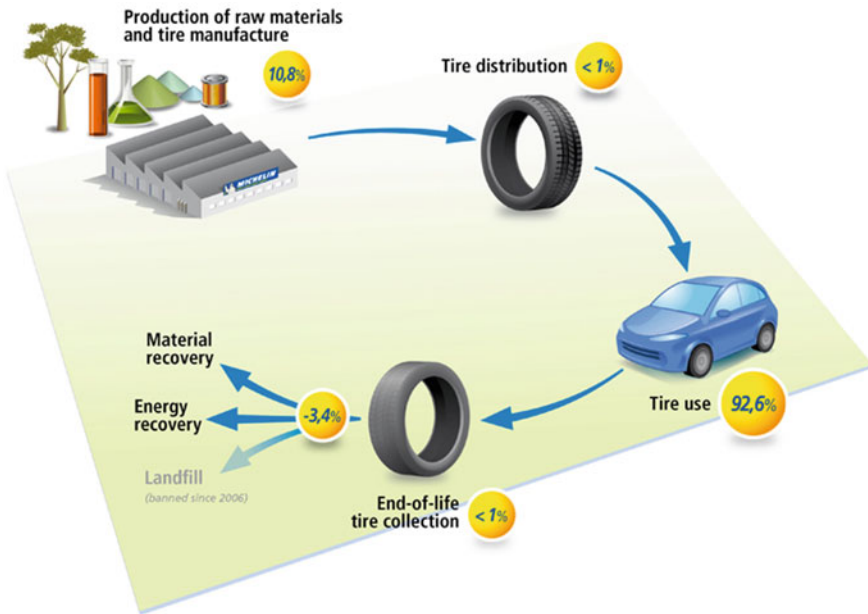 Production of raw materials
and tire manufacture
10,8%
Tire distribution
< 1%
MICHELIN
Tire use
92,6%
End-of-life
tire collection
< 1%
-3,4%
Material
recovery
Energy
recovery
Landfill
(banned since 2006)